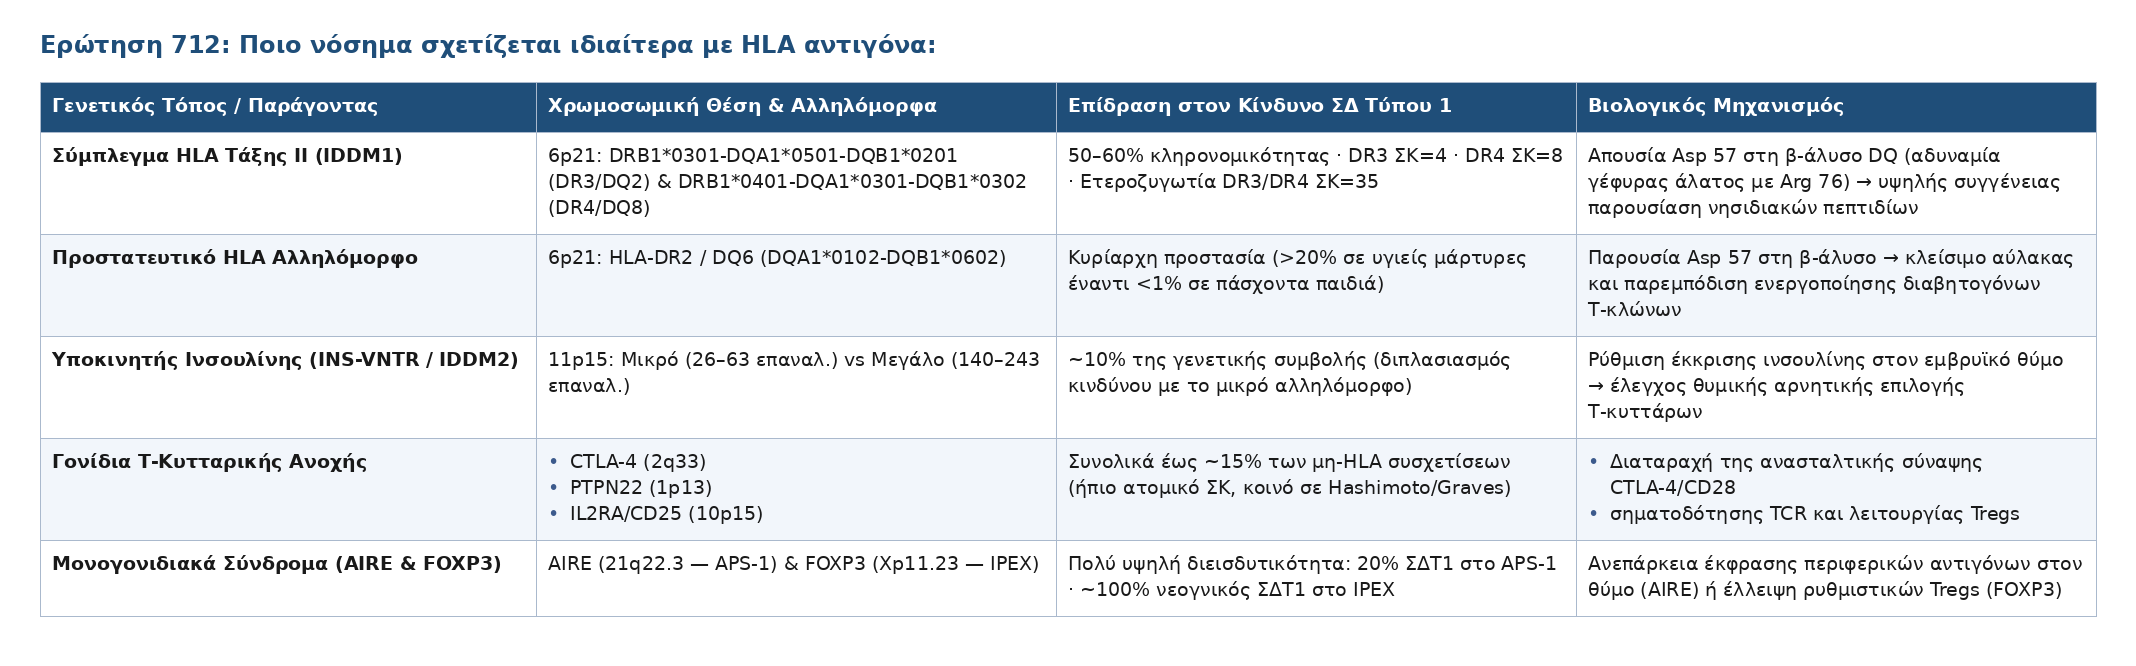 Ερώτηση 712: Ποιο νόσημα σχετίζεται ιδιαίτερα με HLA αντιγόνα:
Γενετικός Τόπος / Παράγοντας
Χρωμοσωμική Θέση & Αλληλόμορφα
Επίδραση στον Κίνδυνο ΣΔ Τύπου 1
Βιολογικός Μηχανισμός
Σύμπλεγμα HLA Τάξης II (IDDM1)
6p21: DRB1*0301-DQA1*0501-DQB1*0201
(DR3/DQ2) & DRB1*0401-DQA1*0301-DQB1*0302
(DR4/DQ8)
50–60% κληρονομικότητας · DR3 ΣΚ=4 · DR4 ΣΚ=8
· Ετεροζυγωτία DR3/DR4 ΣΚ=35
Απουσία Asp 57 στη β-άλυσο DQ (αδυναμία
γέφυρας άλατος με Arg 76) → υψηλής συγγένειας
παρουσίαση νησιδιακών πεπτιδίων
Προστατευτικό HLA Αλληλόμορφο
6p21: HLA-DR2 / DQ6 (DQA1*0102-DQB1*0602)
Κυρίαρχη προστασία (>20% σε υγιείς μάρτυρες
έναντι <1% σε πάσχοντα παιδιά)
Παρουσία Asp 57 στη β-άλυσο → κλείσιμο αύλακας
και παρεμπόδιση ενεργοποίησης διαβητογόνων
Τ-κλώνων
Υποκινητής Ινσουλίνης (INS-VNTR / IDDM2)
11p15: Μικρό (26–63 επαναλ.) vs Μεγάλο (140–243
επαναλ.)
~10% της γενετικής συμβολής (διπλασιασμός
κινδύνου με το μικρό αλληλόμορφο)
Ρύθμιση έκκρισης ινσουλίνης στον εμβρυϊκό θύμο
→ έλεγχος θυμικής αρνητικής επιλογής
Τ-κυττάρων
Γονίδια Τ-Κυτταρικής Ανοχής
• CTLA-4 (2q33)
• PTPN22 (1p13)
• IL2RA/CD25 (10p15)
Συνολικά έως ~15% των μη-HLA συσχετίσεων
(ήπιο ατομικό ΣΚ, κοινό σε Hashimoto/Graves)
• Διαταραχή της ανασταλτικής σύναψης
CTLA-4/CD28
• σηματοδότησης TCR και λειτουργίας Tregs
Μονογονιδιακά Σύνδρομα (AIRE & FOXP3)
AIRE (21q22.3 — APS-1) & FOXP3 (Xp11.23 — IPEX)
Πολύ υψηλή διεισδυτικότητα: 20% ΣΔΤ1 στο APS-1
· ~100% νεογνικός ΣΔΤ1 στο IPEX
Ανεπάρκεια έκφρασης περιφερικών αντιγόνων στον
θύμο (AIRE) ή έλλειψη ρυθμιστικών Tregs (FOXP3)